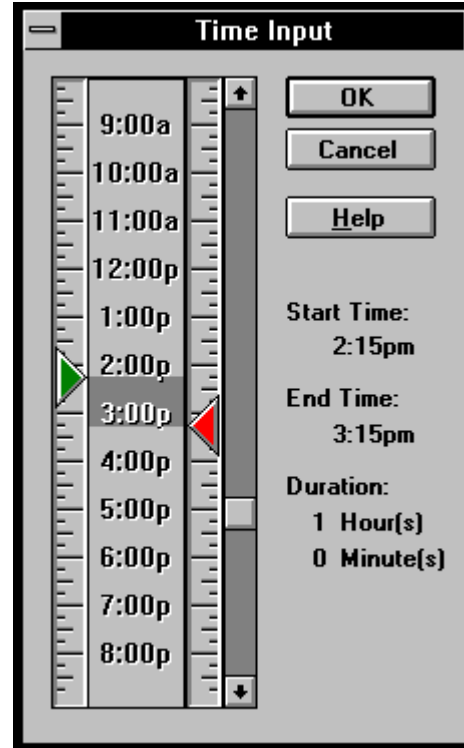 Time Input
9:00a
10:00a
11:00a
12:00p
1:00p
2:00p
3:00p
4:00p
5:00p
6:00p
7:00p
8:00p
OK
Cancel
Help
Start Time:
2:15pm
End Time:
3:15pm
Duration:
1 Hour(s)
0 Minute(s)